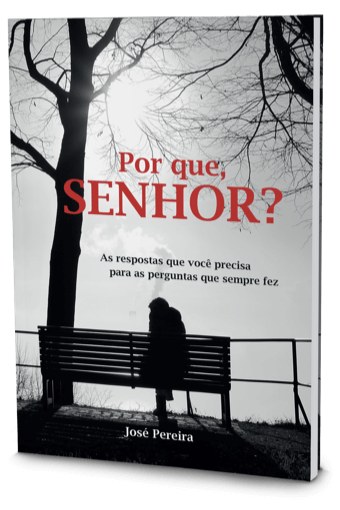 Por que,
SENHOR?
As respostas que você precisa
para as perguntas que sempre fez
José Pereira